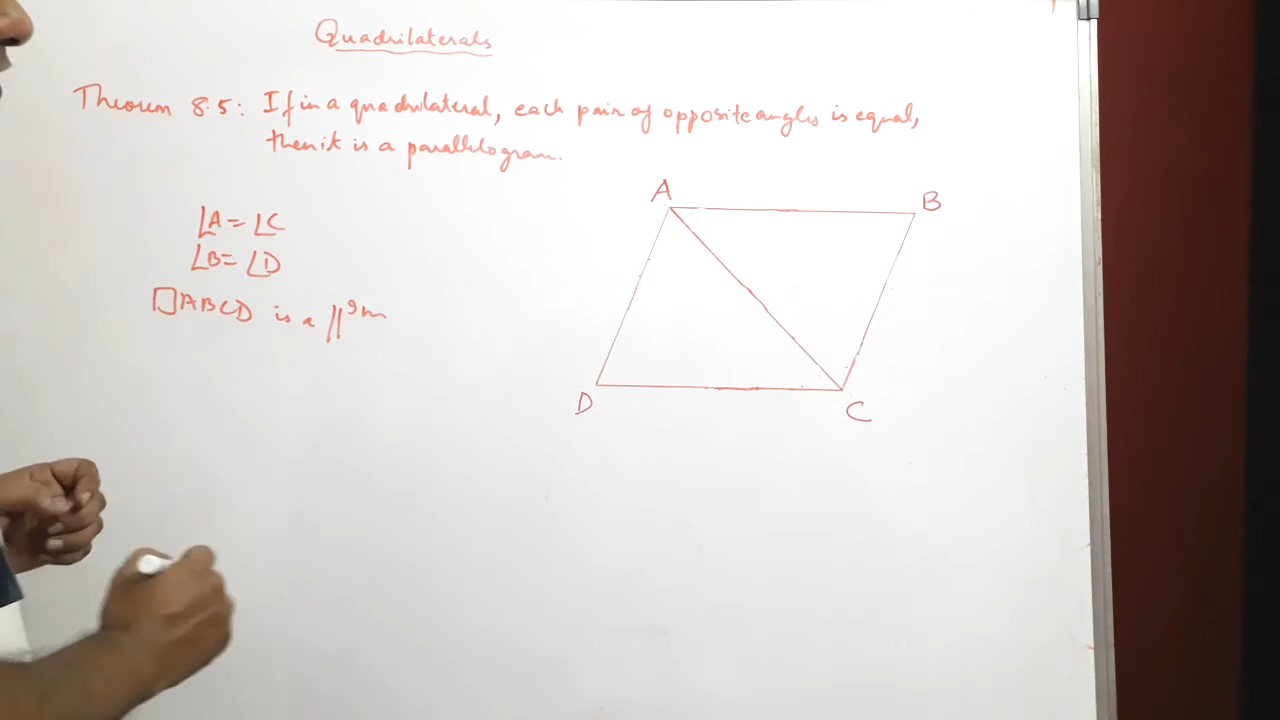 Quadrilaterals
Theorem 8.5: If in a quadrilateral, each pair of opposite angles is equal,
then it is a parallelogram.
∠A = ∠C
∠B = ∠D
□ABCD is a ||gm
A
B
D
C